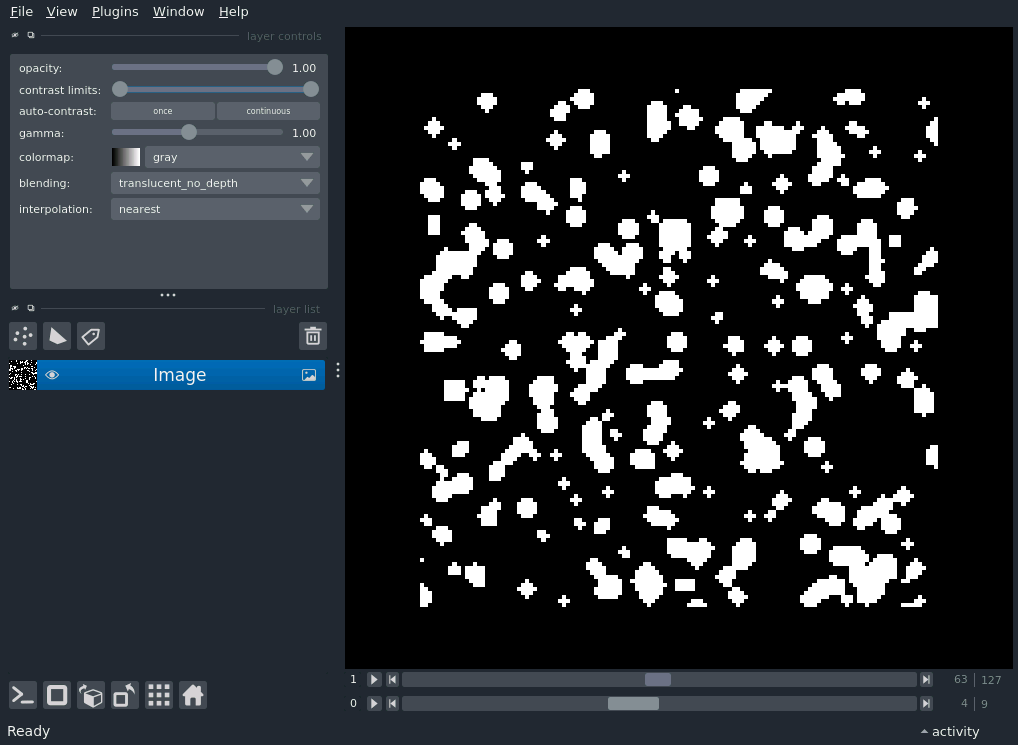 File View Plugins Window Help
layer controls
opacity: 1.00
contrast limits:
auto-contrast: once continuous
gamma: 1.00
colormap: gray
blending: translucent_no_depth
interpolation: nearest
layer list
Image
1 63 127
0 4 9
Ready activity